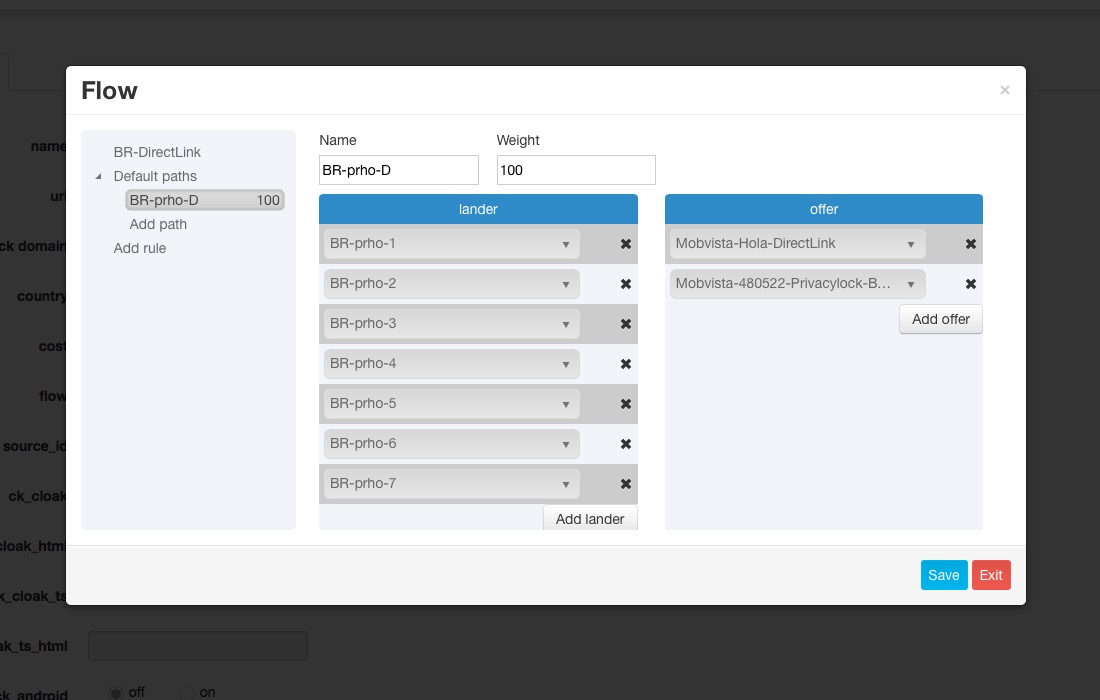 Flow
×
BR-DirectLink
Default paths
BR-prho-D 100
Add path
Add rule
Name
BR-prho-D
Weight
100
lander
BR-prho-1
BR-prho-2
BR-prho-3
BR-prho-4
BR-prho-5
BR-prho-6
BR-prho-7
Add lander
offer
Mobvista-Hola-DirectLink
Mobvista-480522-Privacylock-B...
Add offer
Save
Exit
name
ck domain
country
cost
flow
source_id
ck_cloak
cloak_html
k_cloak_ts
ak_ts_html
ck_android
off on